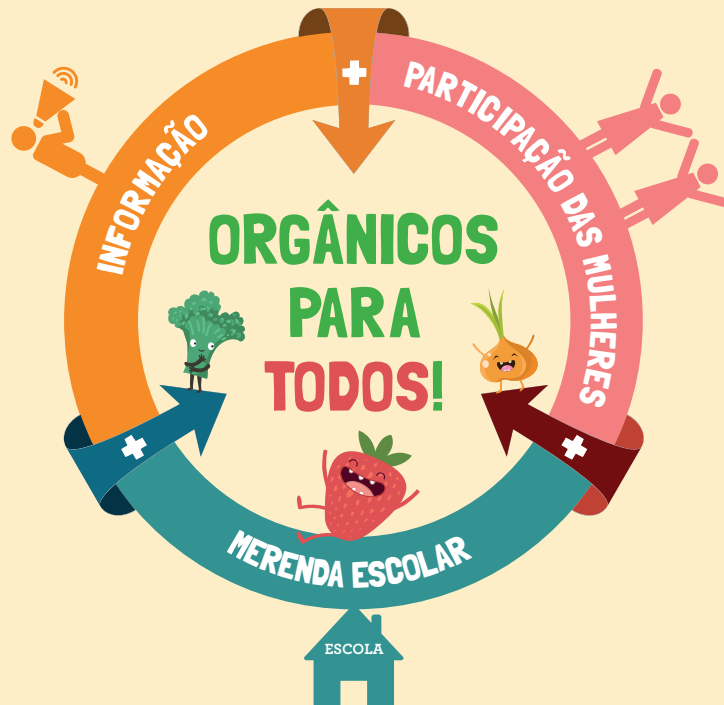 INFORMAÇÃO
PARTICIPAÇÃO DAS MULHERES
ORGÂNICOS
PARA
TODOS!
MERENDA ESCOLAR
ESCOLA